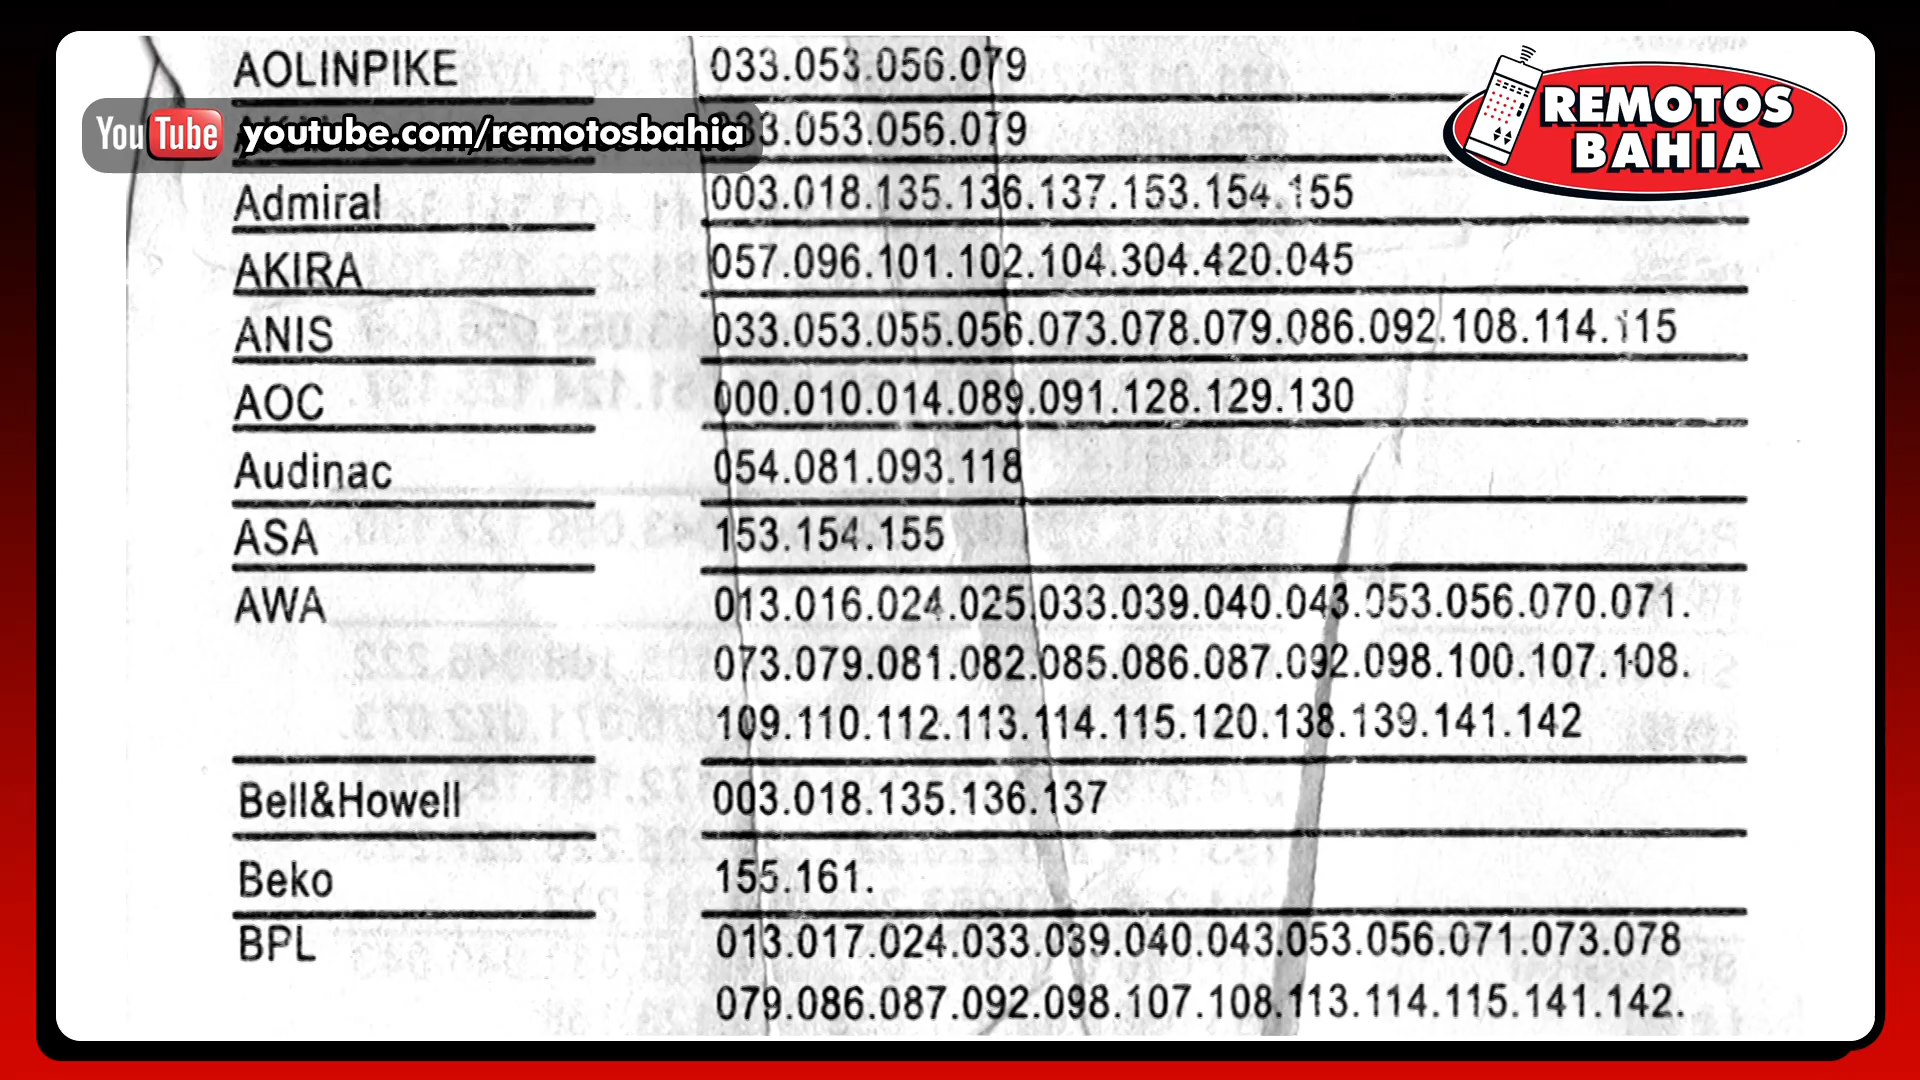 AOLINPIKE 033.053.056.079
YouTube youtube.com/remotosbahia 3.053.056.079
REMOTOS
BAHIA
Admiral 003.018.135.136.137.153.154.155
AKIRA 057.096.101.102.104.304.420.045
ANIS 033.053.055.056.073.078.079.086.092.108.114.115
AOC 000.010.014.089.091.128.129.130
Audinac 054.081.093.118
ASA 153.154.155
AWA 013.016.024.025.033.039.040.043.053.056.070.071.
073.079.081.082.085.086.087.092.098.100.107.108.
109.110.112.113.114.115.120.138.139.141.142
Bell&Howell 003.018.135.136.137
Beko 155.161.
BPL 013.017.024.033.039.040.043.053.056.071.073.078
079.086.087.092.098.107.108.113.114.115.141.142.